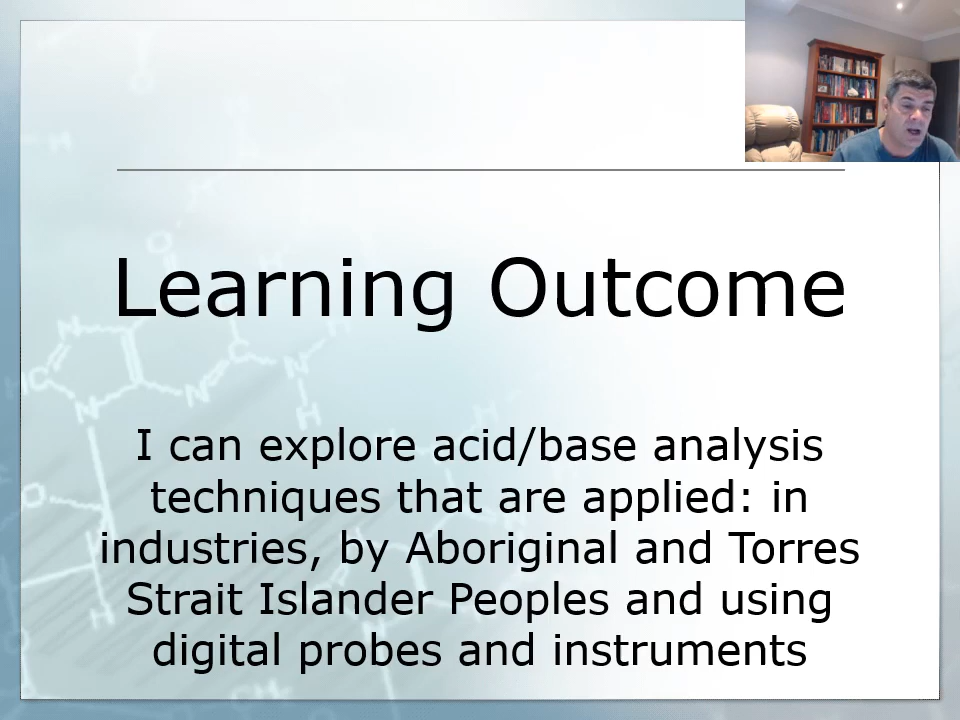 Learning Outcome
I can explore acid/base analysis
techniques that are applied: in
industries, by Aboriginal and Torres
Strait Islander Peoples and using
digital probes and instruments